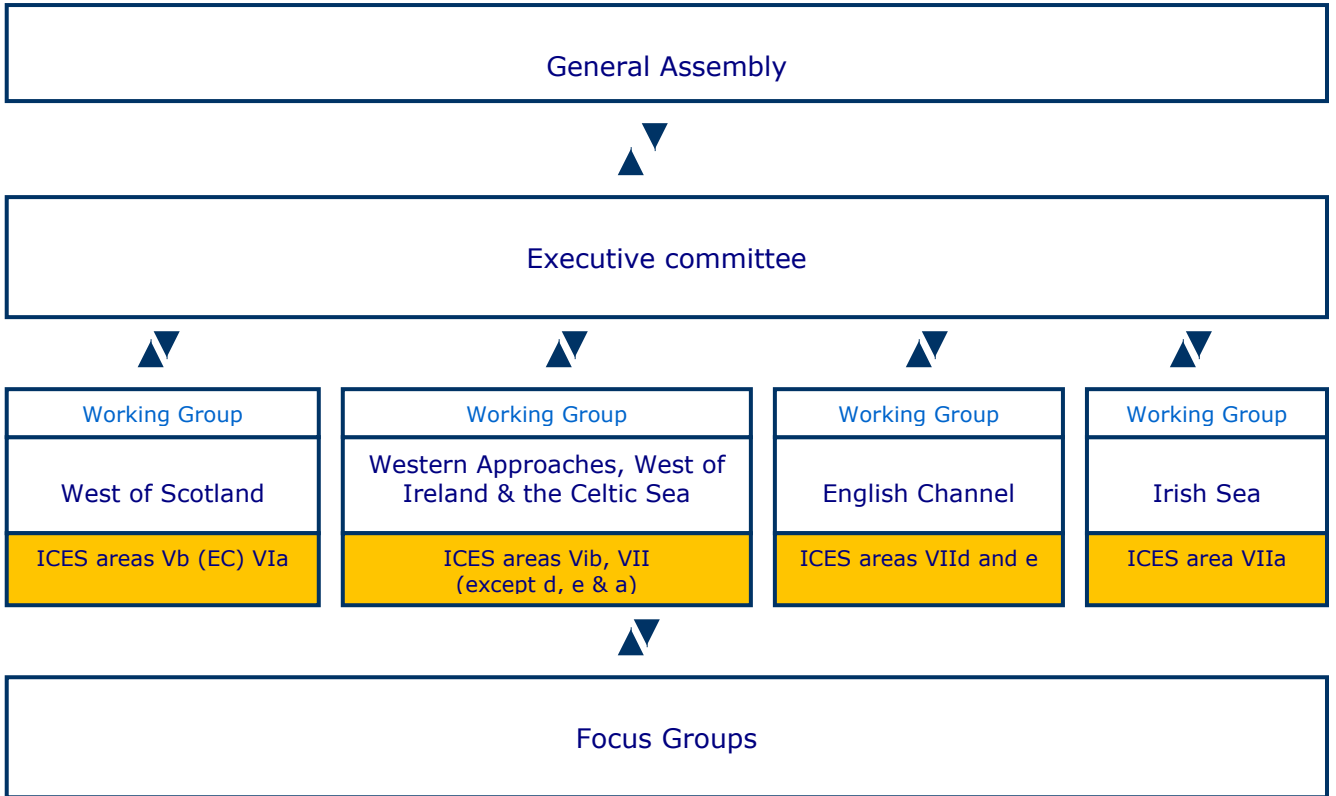 General Assembly
Executive committee
Working Group
West of Scotland
ICES areas Vb (EC) VIa
Working Group
Western Approaches, West of
Ireland & the Celtic Sea
ICES areas Vib, VII
(except d, e & a)
Working Group
English Channel
ICES areas VIId and e
Working Group
Irish Sea
ICES area VIIa
Focus Groups